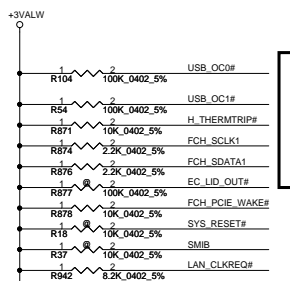 +3VALW
1 2 USB_OC0#
R104 100K_0402_5%
1 2 USB_OC1#
R54 100K_0402_5%
1 2 H_THERMTRIP#
R871 10K_0402_5%
1 2 FCH_SCLK1
R874 2.2K_0402_5%
1 2 FCH_SDATA1
R876 2.2K_0402_5%
1 @ 2 EC_LID_OUT#
R877 100K_0402_5%
1 2 FCH_PCIE_WAKE#
R878 10K_0402_5%
1 @ 2 SYS_RESET#
R18 10K_0402_5%
1 @ 2 SMIB
R37 10K_0402_5%
1 2 LAN_CLKREQ#
R942 8.2K_0402_5%